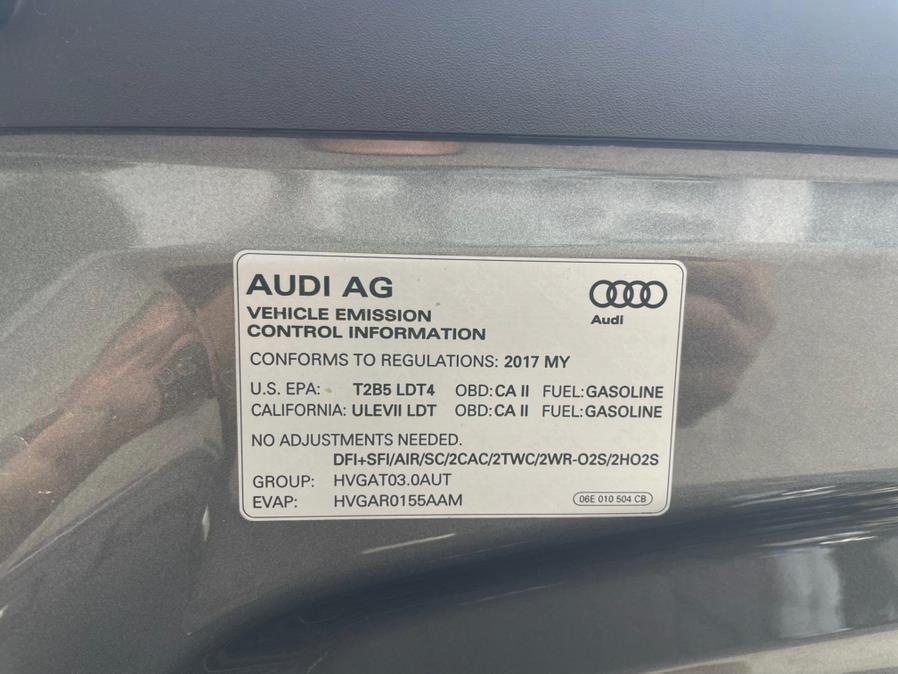 AUDI AG
Audi
VEHICLE EMISSION
CONTROL INFORMATION
CONFORMS TO REGULATIONS: 2017 MY
U.S. EPA: T2B5 LDT4 OBD: CA II FUEL: GASOLINE
CALIFORNIA: ULEVII LDT OBD: CA II FUEL: GASOLINE
NO ADJUSTMENTS NEEDED.
DFI+SFI/AIR/SC/2CAC/2TWC/2WR-O2S/2HO2S
GROUP: HVGAT03.0AUT
EVAP: HVGAR0155AAM
06E 010 504 CB